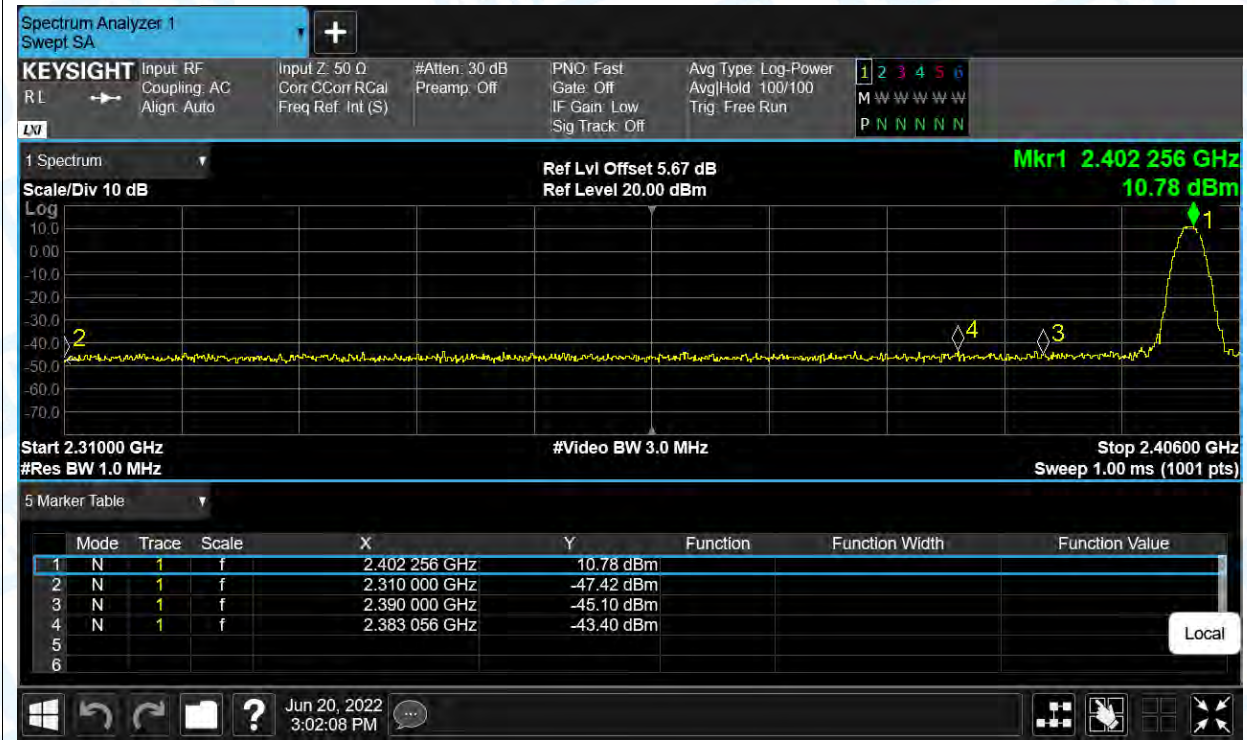 Spectrum Analyzer 1
Swept SA
+
KEYSIGHT Input: RF Input Z: 50 Ω #Atten: 30 dB PNO: Fast Avg Type: Log-Power 1 2 3 4 5 6
R L Coupling: AC Corr CCorr RCal Preamp: Off Gate: Off Avg|Hold: 100/100 M W W W W W W
Align: Auto Freq Ref: Int (S) IF Gain: Low Trig: Free Run
LXI Sig Track: Off P N N N N N N
1 Spectrum
Ref Lvl Offset 5.67 dB Mkr1 2.402 256 GHz
Scale/Div 10 dB Ref Level 20.00 dBm 10.78 dBm
Log
10.0 1
0.00
-10.0
-20.0
-30.0
-40.0 2 4 3
-50.0
-60.0
-70.0
Start 2.31000 GHz #Video BW 3.0 MHz Stop 2.40600 GHz
#Res BW 1.0 MHz Sweep 1.00 ms (1001 pts)
5 Marker Table
Mode Trace Scale X Y Function Function Width Function Value
1 N 1 f 2.402 256 GHz 10.78 dBm
2 N 1 f 2.310 000 GHz -47.42 dBm
3 N 1 f 2.390 000 GHz -45.10 dBm
4 N 1 f 2.383 056 GHz -43.40 dBm
5
6
Local
? Jun 20, 2022
3:02:08 PM